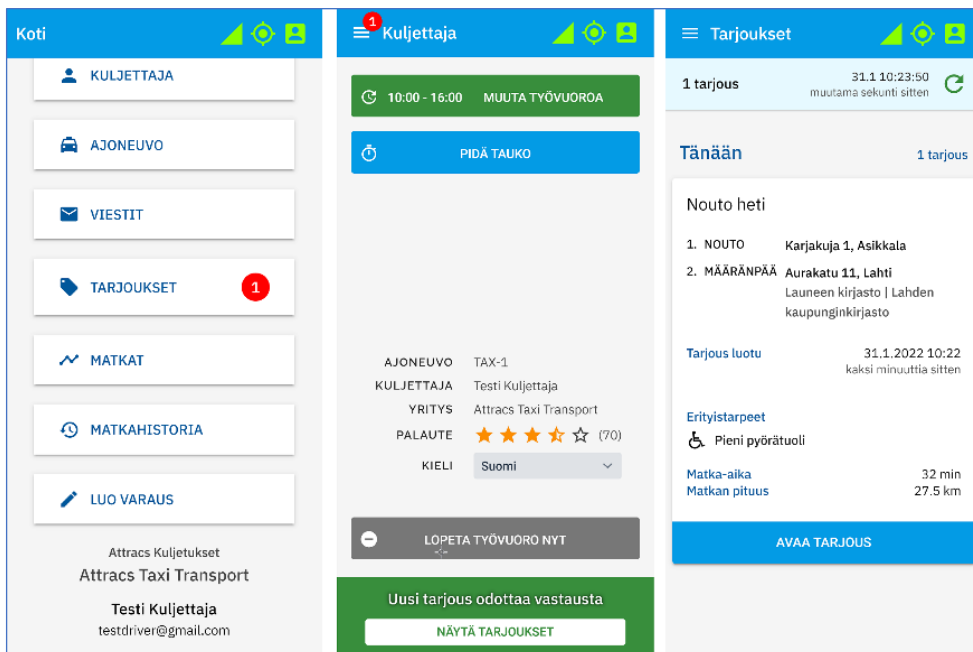 Koti
KULJETTAJA
AJONEUVO
VIESTIT
TARJOUKSET 1
MATKAT
MATKAHISTORIA
LUO VARAUS
Attracs Kuljetukset
Attracs Taxi Transport
Testi Kuljettaja
testdriver@gmail.com
1
Kuljettaja
10:00 - 16:00 MUUTA TYÖVUOROA
PIDÄ TAUKO
AJONEUVO TAX-1
KULJETTAJA Testi Kuljettaja
YRITYS Attracs Taxi Transport
PALAUTE (70)
KIELI Suomi
LOPETA TYÖVUORO NYT
Uusi tarjous odottaa vastausta
NÄYTÄ TARJOUKSET
Tarjoukset
1 tarjous 31.1 10:23:50
muutama sekunti sitten
Tänään 1 tarjous
Nouto heti
1. NOUTO Karjakuja 1, Asikkala
2. MÄÄRÄNPÄÄ Aurakatu 11, Lahti
Launeen kirjasto | Lahden
kaupunginkirjasto
Tarjous luotu 31.1.2022 10:22
kaksi minuuttia sitten
Erityistarpeet
Pieni pyörätuoli
Matka-aika 32 min
Matkan pituus 27.5 km
AVAA TARJOUS